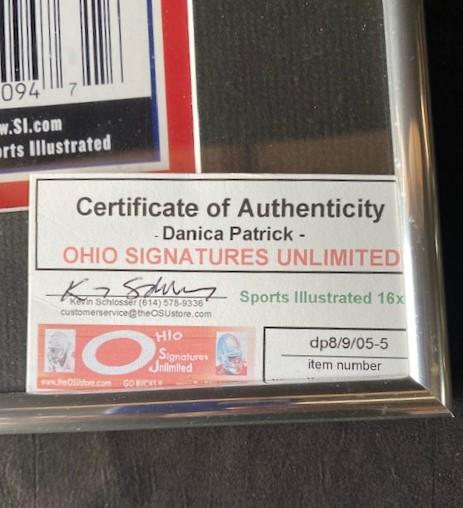 094 7
w.SI.com
rts Illustrated
Certificate of Authenticity
- Danica Patrick -
OHIO SIGNATURES UNLIMITED
Kevin Schlosser (614) 578-9336
customerservice@theOSUstore.com
Sports Illustrated 16x
OHIO
Signatures
Unlimited
www.theOSUstore.com GO BUCKS!!
dp8/9/05-5
item number